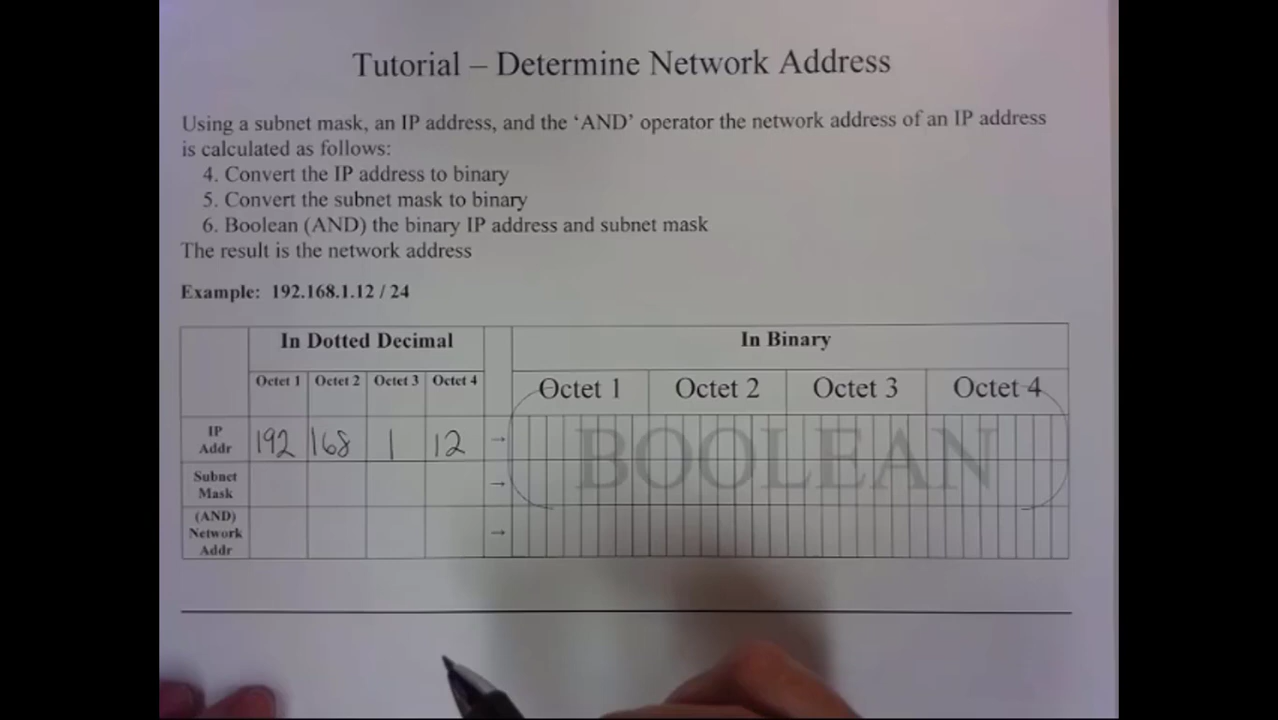 Tutorial – Determine Network Address
Using a subnet mask, an IP address, and the ‘AND’ operator the network address of an IP address
is calculated as follows:
4. Convert the IP address to binary
5. Convert the subnet mask to binary
6. Boolean (AND) the binary IP address and subnet mask
The result is the network address
Example: 192.168.1.12 / 24
In Dotted Decimal In Binary
Octet 1 Octet 2 Octet 3 Octet 4 Octet 1 Octet 2 Octet 3 Octet 4
IP
Addr 192 168 1 12 →
BOOLEAN
Subnet
Mask →
(AND)
Network →
Addr